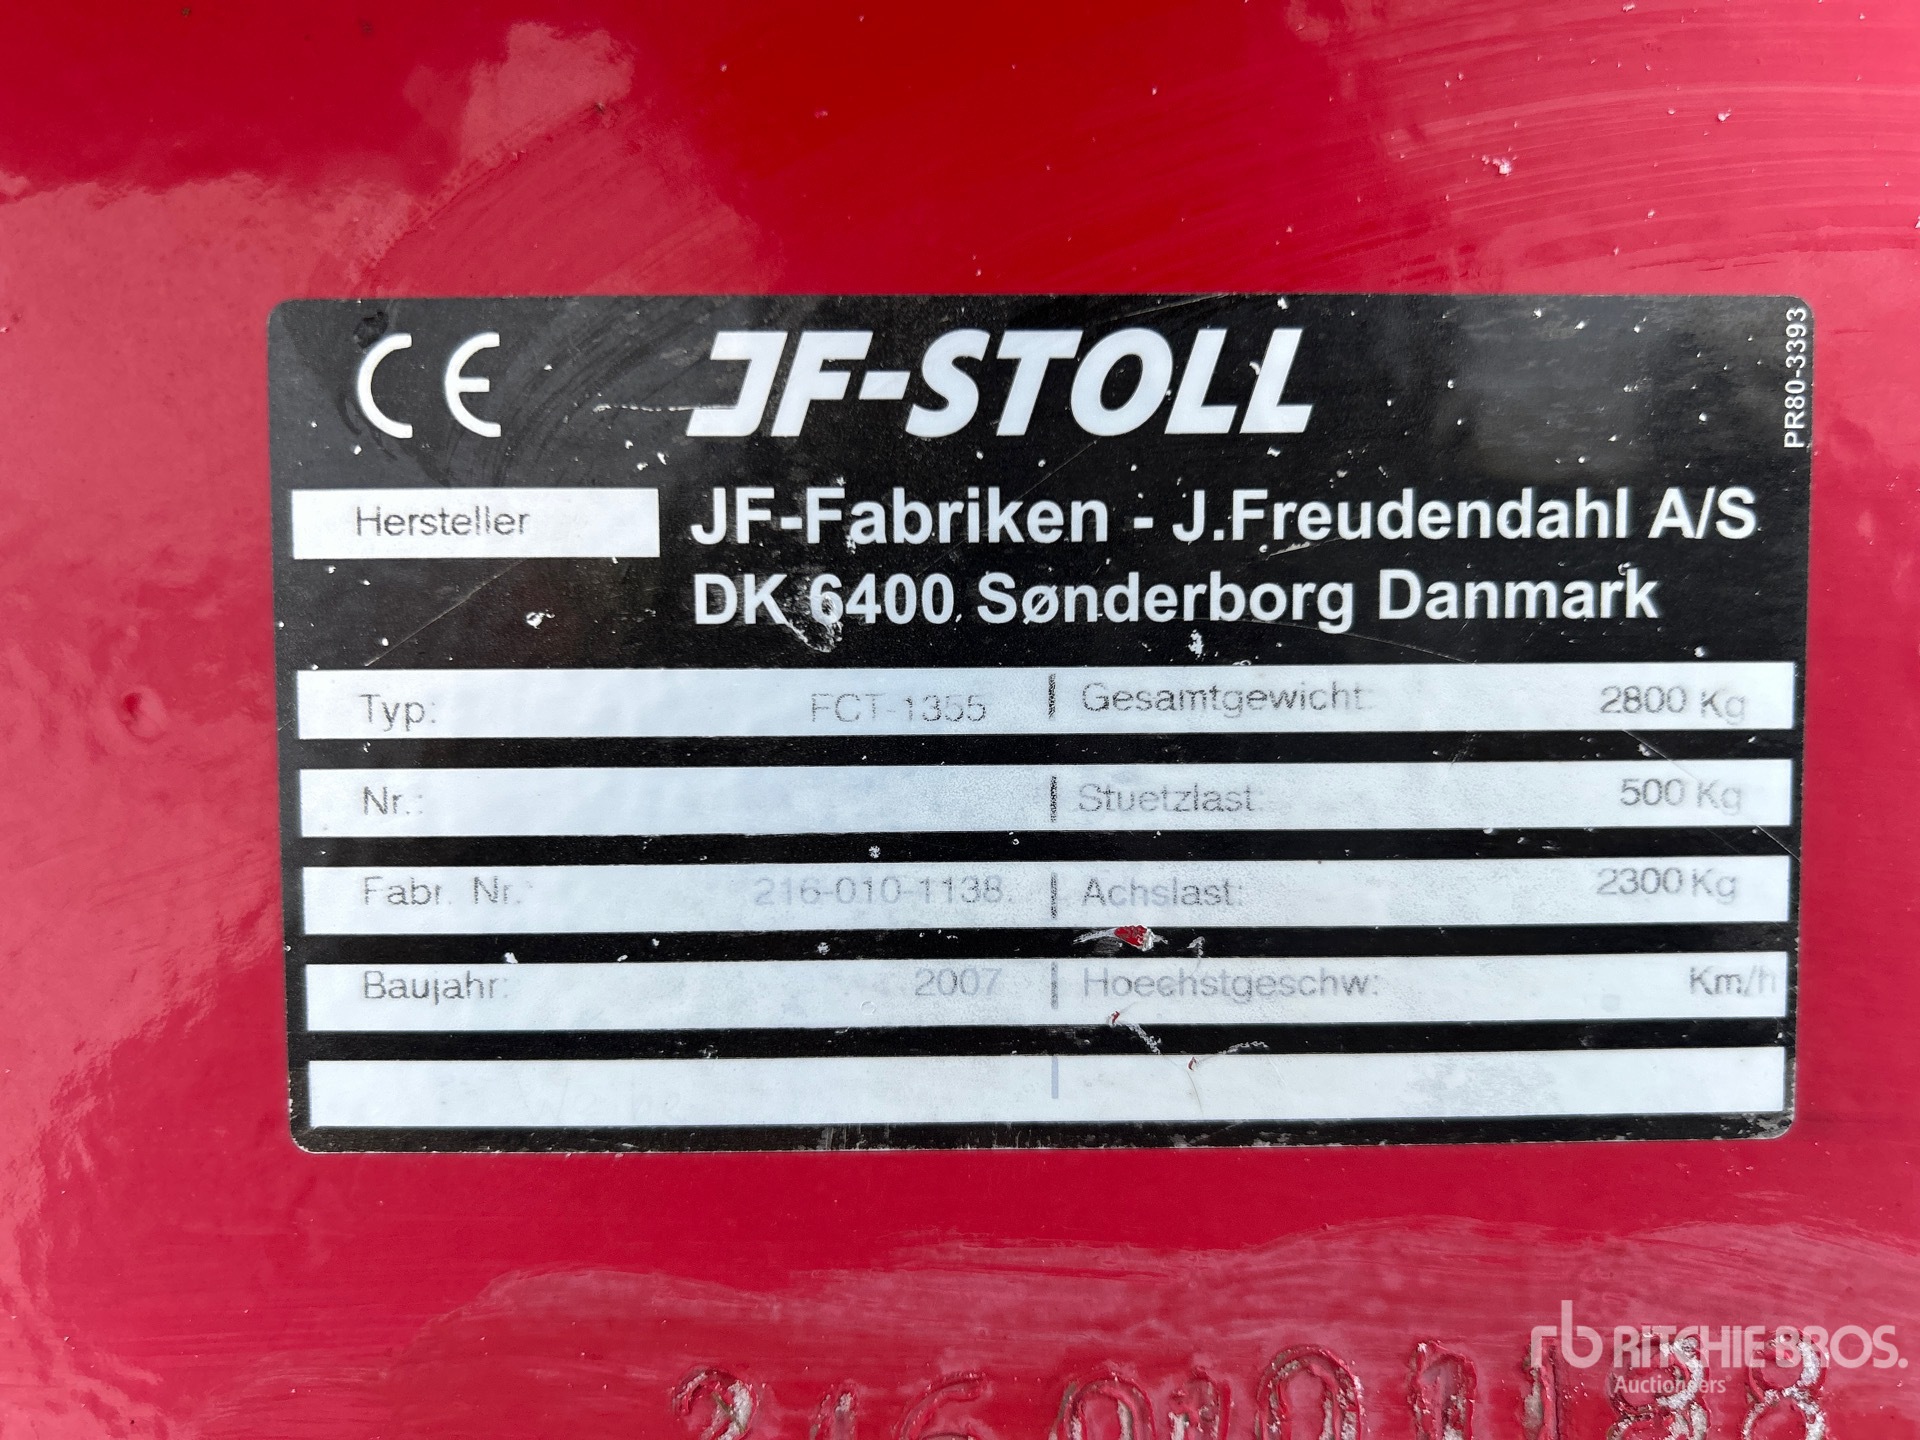 CE JF-STOLL
PR80-3393
Hersteller JF-Fabriken - J.Freudendahl A/S
DK 6400 Sønderborg Danmark
Typ: FCT-1355 | Gesamtgewicht: 2800 Kg
Nr.: | Stuetzlast: 500 Kg
Fabr. Nr.: 216-010-1138 | Achslast: 2300 Kg
Baujahr: 2007 | Hoechstgeschw: Km/h
2160101138
rb RITCHIE BROS.
Auctioneers